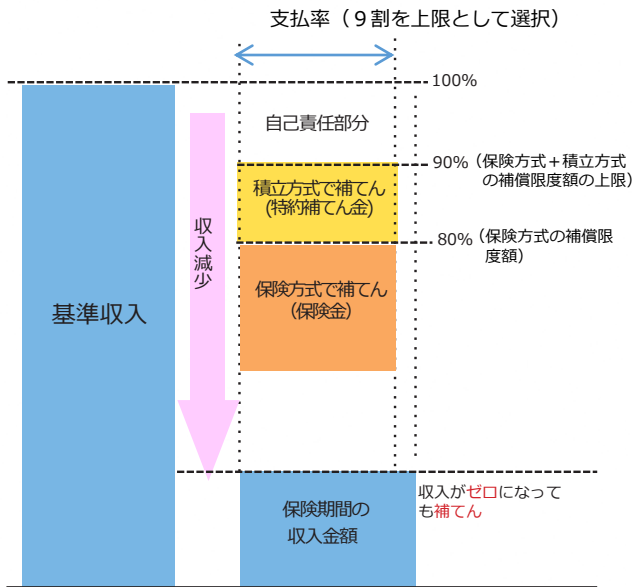 支払率（９割を上限として選択）
100%
自己責任部分
90%（保険方式＋積立方式
の補償限度額の上限）
積立方式で補てん
(特約補てん金)
80%（保険方式の補償限
度額）
収入減少
保険方式で補てん
（保険金）
基準収入
収入がゼロになって
も補てん
保険期間の
収入金額